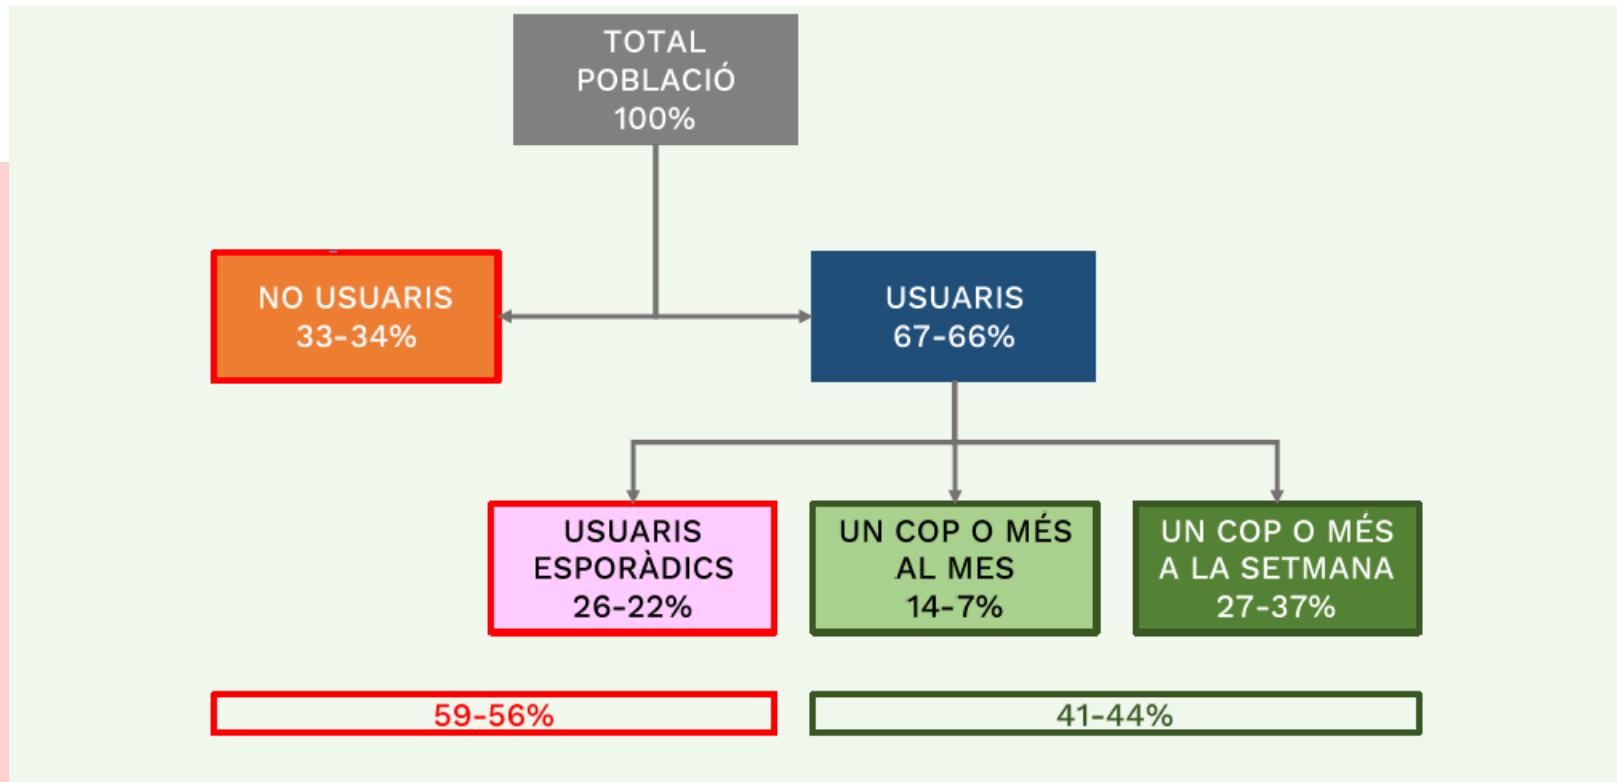 TOTAL
POBLACIÓ
100%
NO USUARIS
33-34%
USUARIS
67-66%
USUARIS
ESPORÀDICS
26-22%
UN COP O MÉS
AL MES
14-7%
UN COP O MÉS
A LA SETMANA
27-37%
59-56%
41-44%